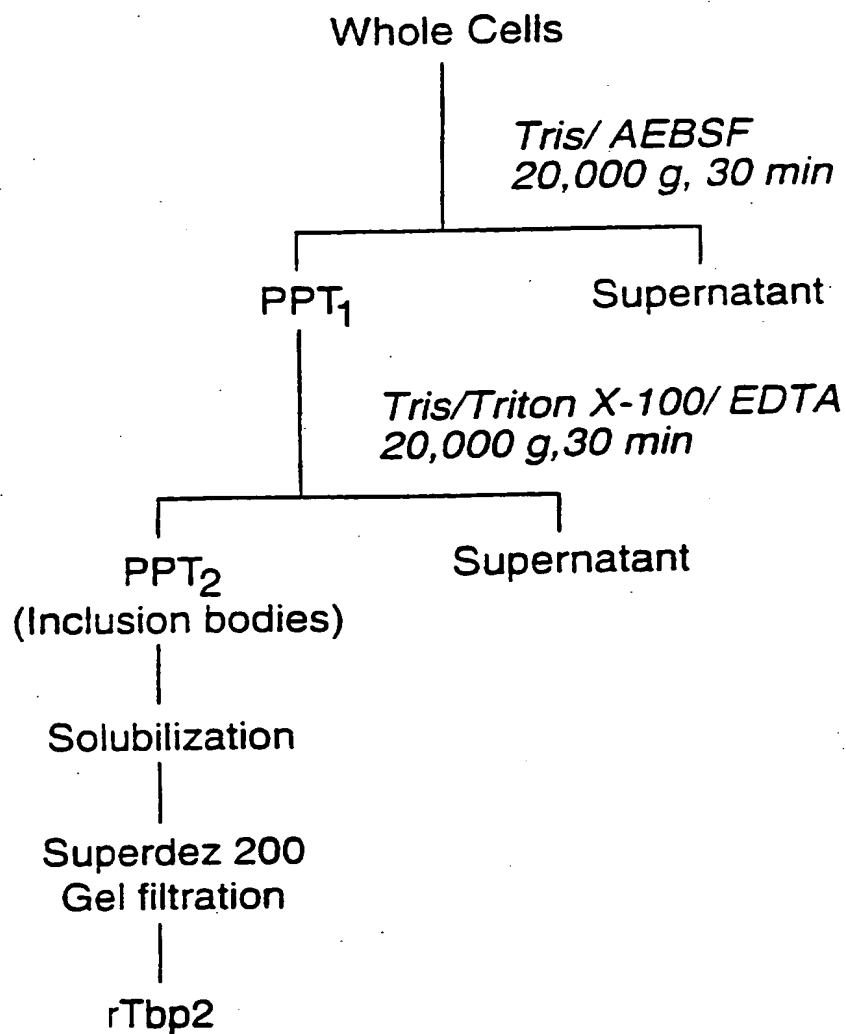 Whole Cells
Tris/ AEBSF
20,000 g, 30 min
PPT1
Supernatant
Tris/Triton X-100/ EDTA
20,000 g,30 min
PPT2
(Inclusion bodies)
Supernatant
Solubilization
Superdez 200
Gel filtration
rTbp2